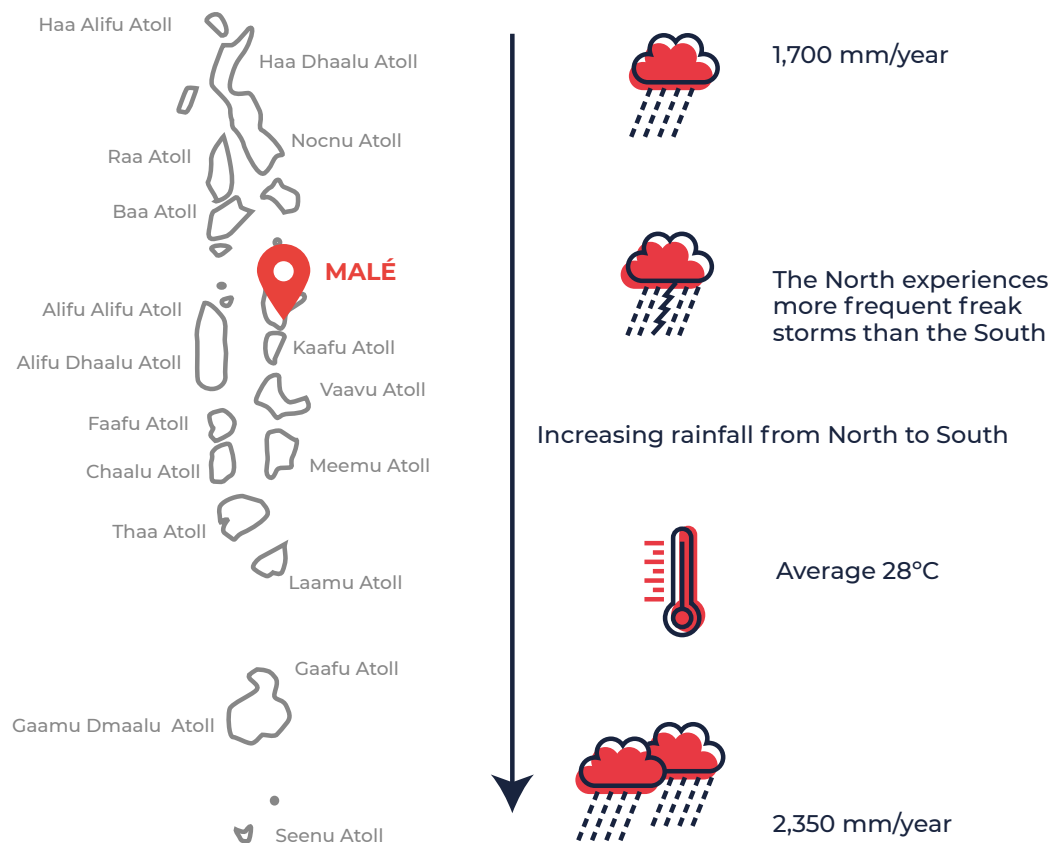 Haa Alifu Atoll
Haa Dhaalu Atoll
Nocnu Atoll
Raa Atoll
Baa Atoll
MALÉ
Alifu Alifu Atoll
Kaafu Atoll
Alifu Dhaalu Atoll
Vaavu Atoll
Faafu Atoll
Meemu Atoll
Chaalu Atoll
Thaa Atoll
Laamu Atoll
Gaafu Atoll
Gaamu Dmaalu Atoll
Seenu Atoll
1,700 mm/year
The North experiences
more frequent freak
storms than the South
Increasing rainfall from North to South
Average 28ºC
2,350 mm/year